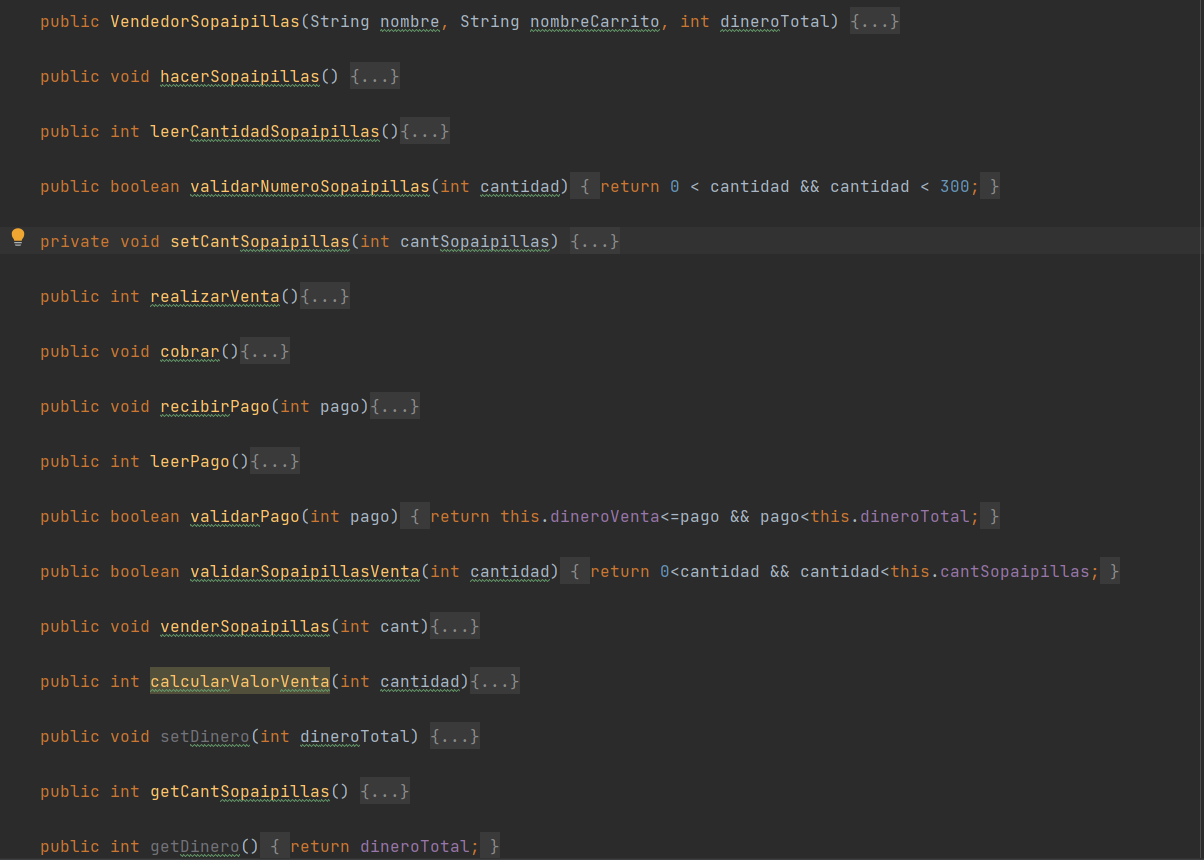 public VendedorSopaipillas(String nombre, String nombreCarrito, int dineroTotal) {...}
public void hacerSopaipillas() {...}
public int leerCantidadSopaipillas(){...}
public boolean validarNumeroSopaipillas(int cantidad) { return 0 < cantidad && cantidad < 300; }
private void setCantSopaipillas(int cantSopaipillas) {...}
public int realizarVenta(){...}
public void cobrar(){...}
public void recibirPago(int pago){...}
public int leerPago(){...}
public boolean validarPago(int pago) { return this.dineroVenta<=pago && pago<this.dineroTotal; }
public boolean validarSopaipillasVenta(int cantidad) { return 0<cantidad && cantidad<this.cantSopaipillas; }
public void venderSopaipillas(int cant){...}
public int calcularValorVenta(int cantidad){...}
public void setDinero(int dineroTotal) {...}
public int getCantSopaipillas() {...}
public int getDinero() { return dineroTotal; }